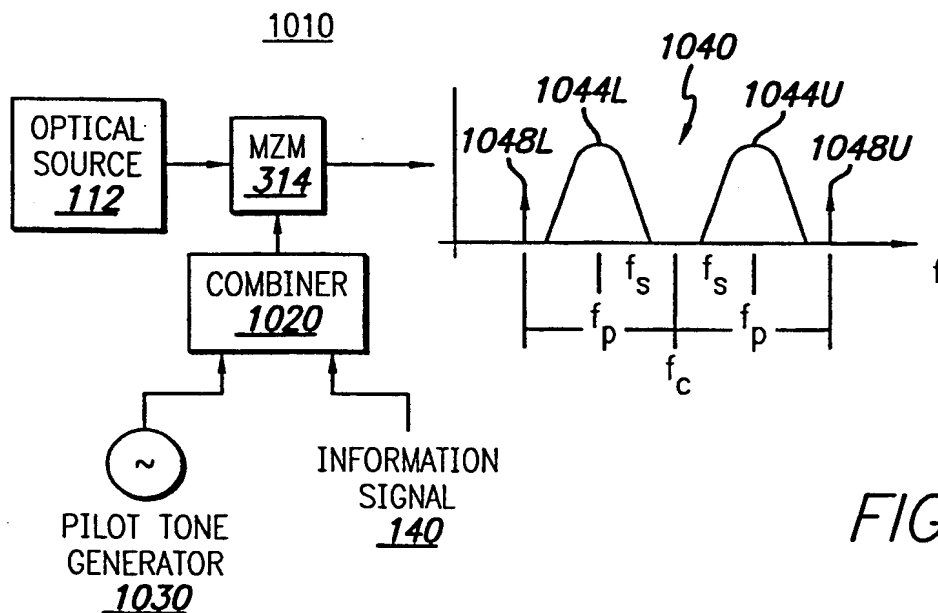 1010
OPTICAL
SOURCE
112
MZM
314
COMBINER
1020
~
PILOT TONE
GENERATOR
1030
INFORMATION
SIGNAL
140
1040
1044L
1044U
1048L
1048U
f_s
f_s
f
f_p
f_p
f_c
FIG